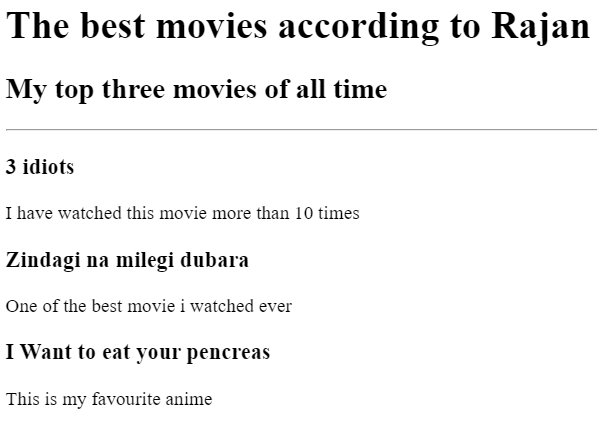 The best movies according to Rajan
My top three movies of all time
3 idiots
I have watched this movie more than 10 times
Zindagi na milegi dubara
One of the best movie i watched ever
I Want to eat your pencreas
This is my favourite anime